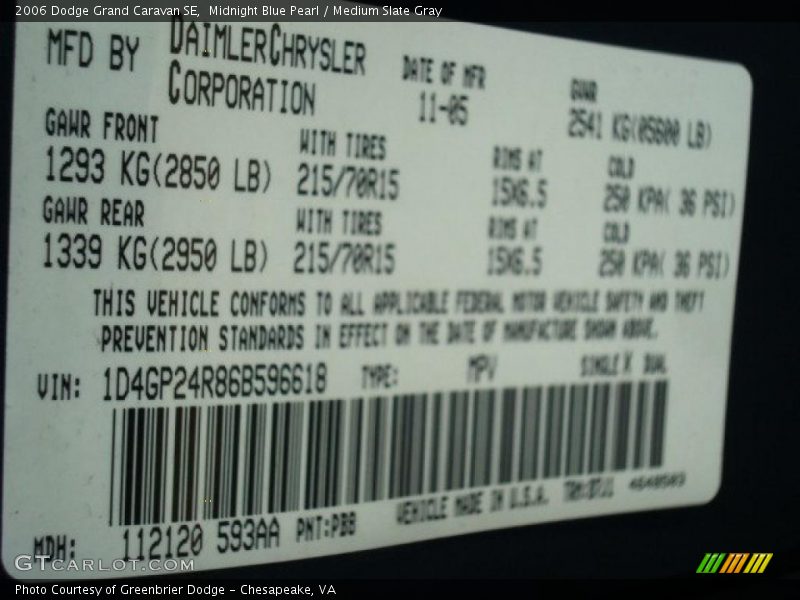 2006 Dodge Grand Caravan SE,  Midnight Blue Pearl / Medium Slate Gray
MFD BY DAIMLERCHRYSLER CORPORATION
DATE OF MFR GVWR
11-05 2541 KG(05600 LB)
GAWR FRONT WITH TIRES RIMS AT COLD
1293 KG(2850 LB) 215/70R15 15X6.5 250 KPA( 36 PSI)
GAWR REAR WITH TIRES RIMS AT COLD
1339 KG(2950 LB) 215/70R15 15X6.5 250 KPA( 36 PSI)
THIS VEHICLE CONFORMS TO ALL APPLICABLE FEDERAL MOTOR VEHICLE SAFETY AND THEFT
PREVENTION STANDARDS IN EFFECT ON THE DATE OF MANUFACTURE SHOWN ABOVE.
VIN: 1D4GP24R86B596618 TYPE: MPV SINGLE X DUAL
VEHICLE MADE IN U.S.A.
MDH: 112120 593AA PNT:PBB
GTCARLOT.COM
Photo Courtesy of Greenbrier Dodge - Chesapeake, VA